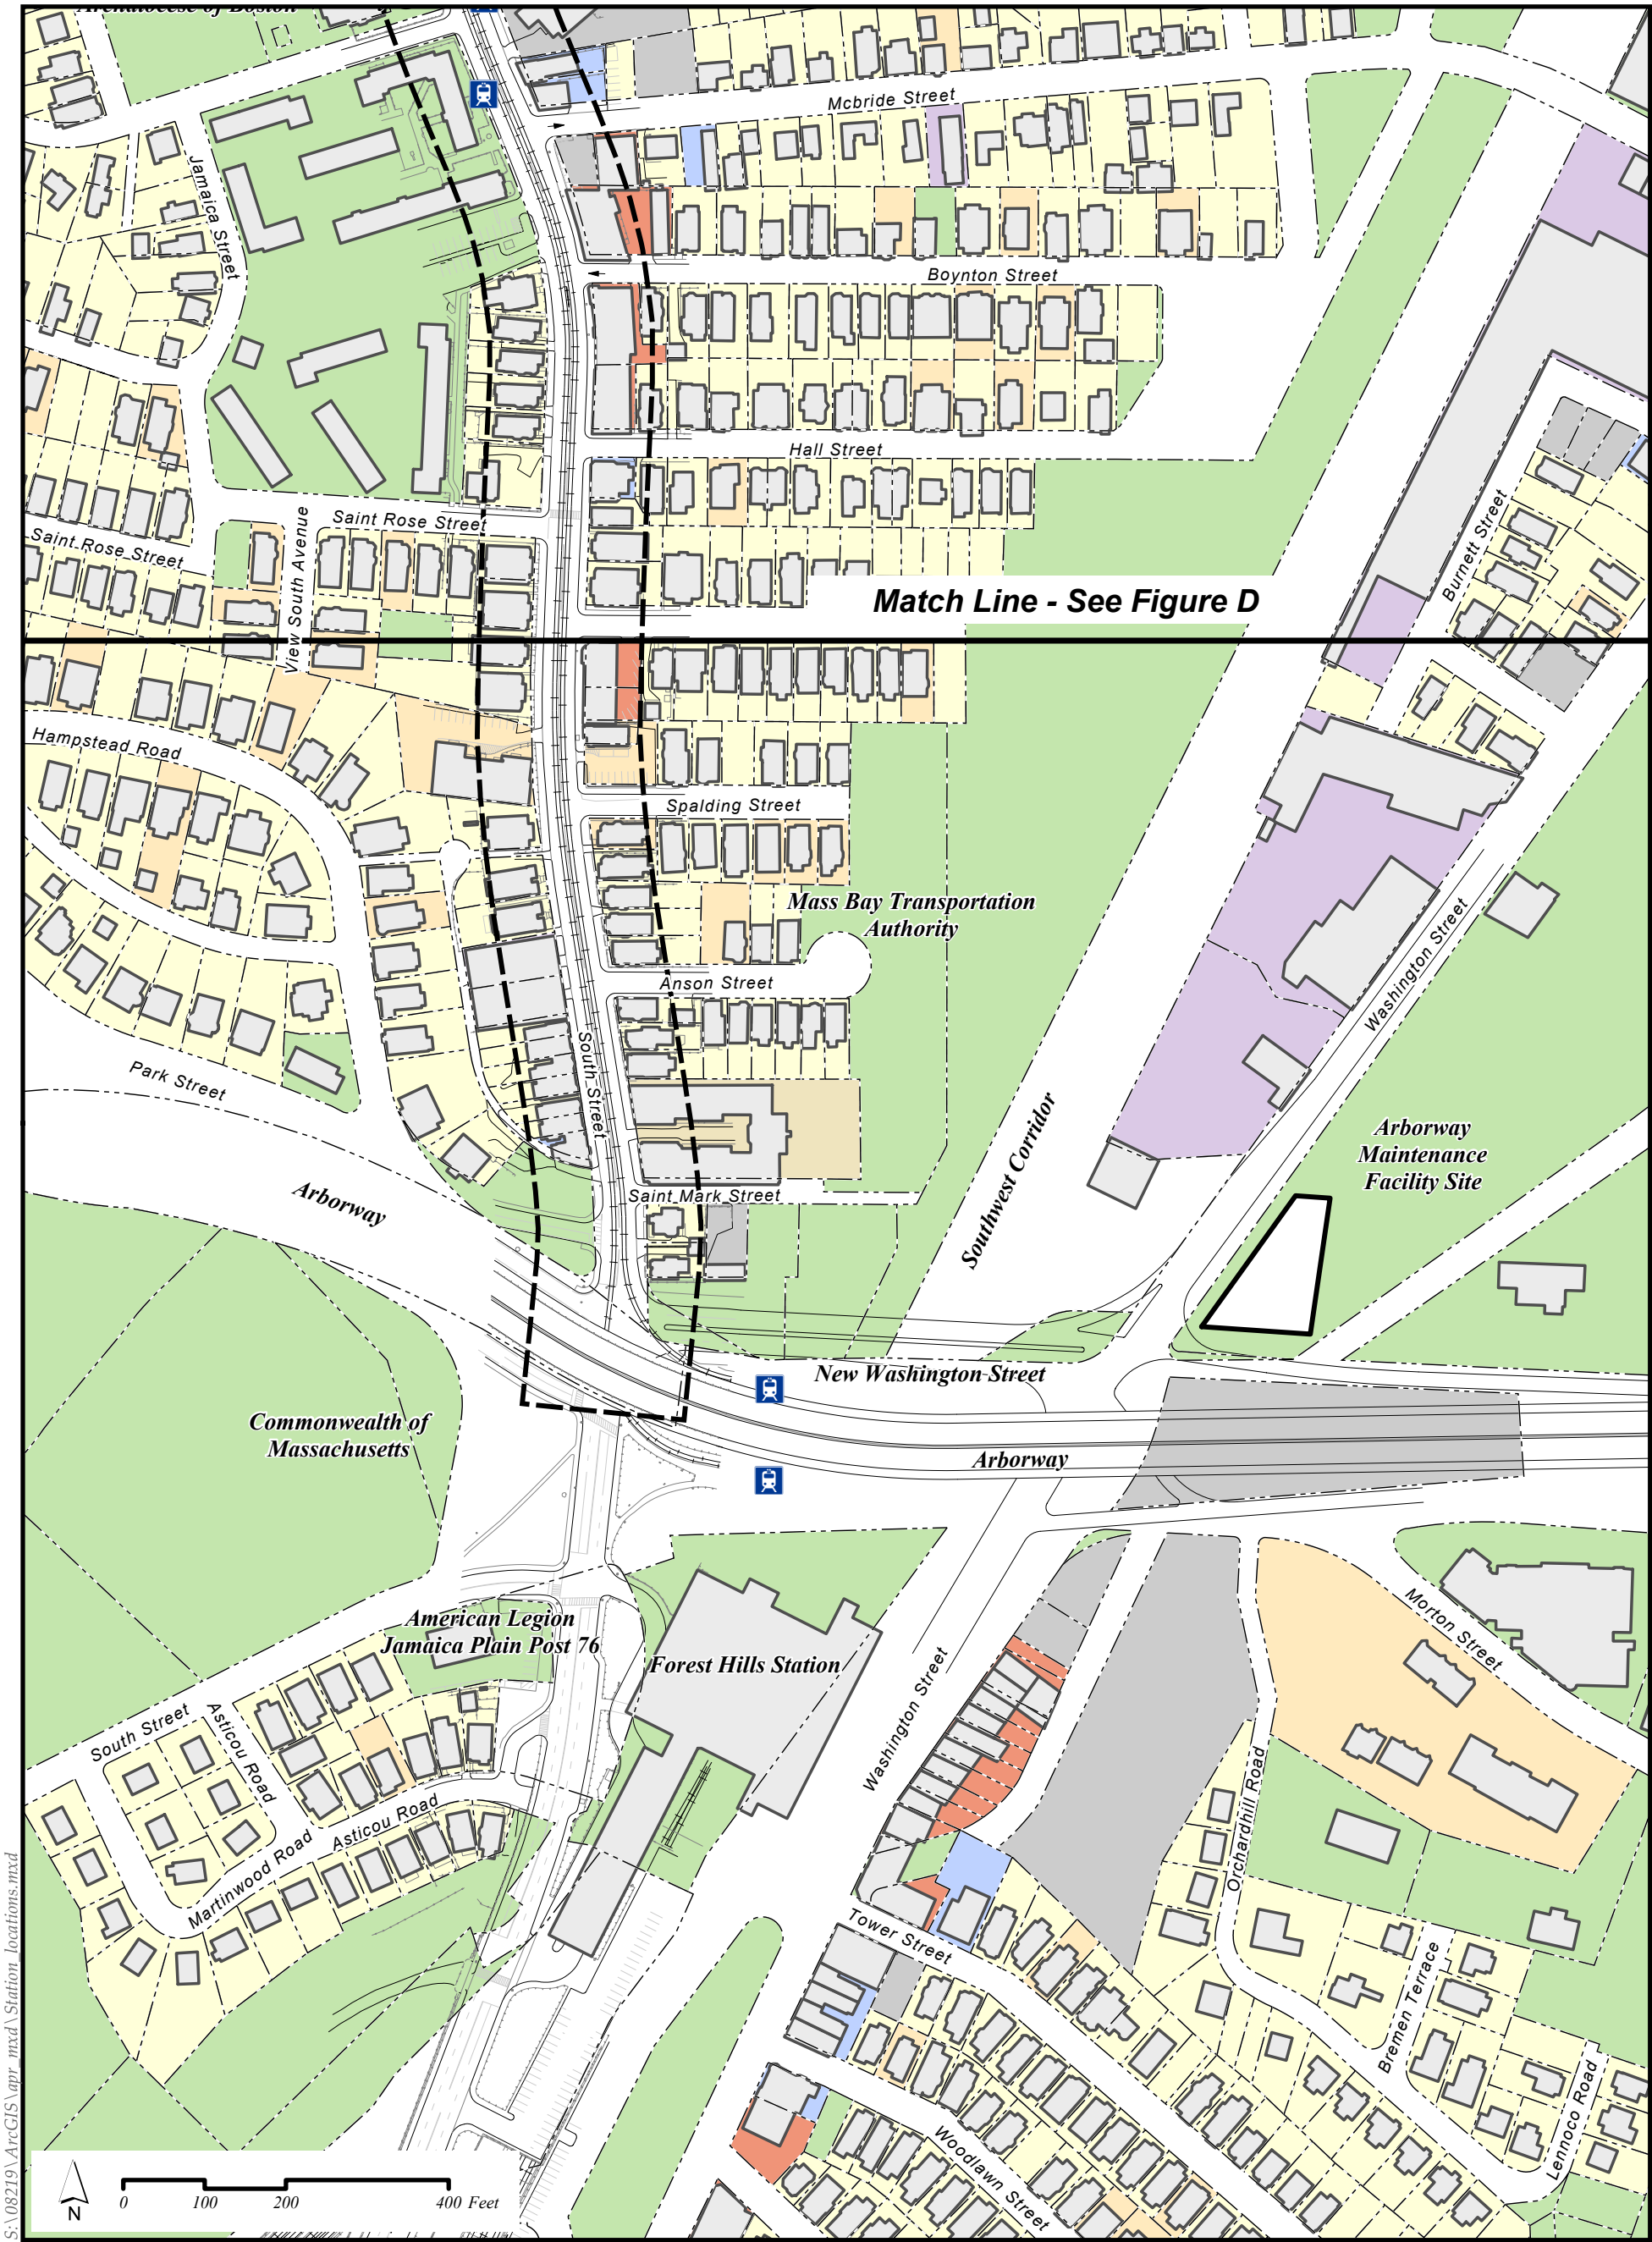 Archdiocese of Boston
Mcbride Street
Jamaica Street
Boynton Street
Hall Street
Saint Rose Street
Saint Rose Street
View South Avenue
Burnett Street
Match Line - See Figure D
Hampstead Road
Spalding Street
Mass Bay Transportation
Authority
Washington Street
Anson Street
South Street
Park Street
Southwest Corridor
Arborway
Maintenance
Facility Site
Arborway
Saint Mark Street
New Washington Street
Commonwealth of
Massachusetts
Arborway
American Legion
Jamaica Plain Post 76
Forest Hills Station
Morton Street
Washington Street
South Street
Asticou Road
Asticou Road
Martinwood Road
Orchardhill Road
Tower Street
Bremen Terrace
Lennoco Road
Woodlawn Street
N
0 100 200 400 Feet
S:\08219\ArcGIS\apr_mxd\Station_locations.mxd